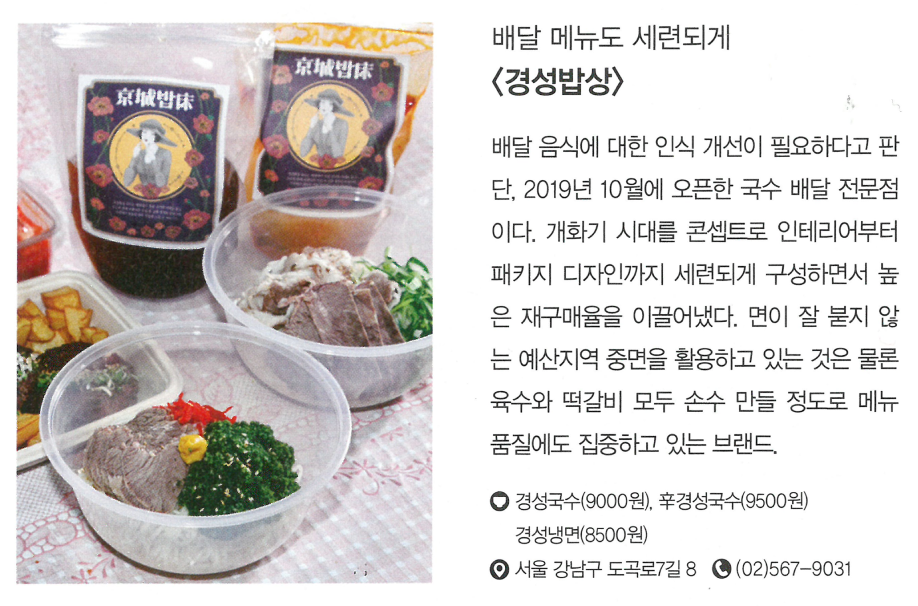 京城밥床
京城밥床
배달 메뉴도 세련되게
〈경성밥상〉
배달 음식에 대한 인식 개선이 필요하다고 판
단, 2019년 10월에 오픈한 국수 배달 전문점
이다. 개화기 시대를 콘셉트로 인테리어부터
패키지 디자인까지 세련되게 구성하면서 높
은 재구매율을 이끌어냈다. 면이 잘 붇지 않
는 예산지역 중면을 활용하고 있는 것은 물론
육수와 떡갈비 모두 손수 만들 정도로 메뉴
품질에도 집중하고 있는 브랜드.
경성국수(9000원), 후경성국수(9500원)
경성냉면(8500원)
서울 강남구 도곡로7길 8 (02)567-9031